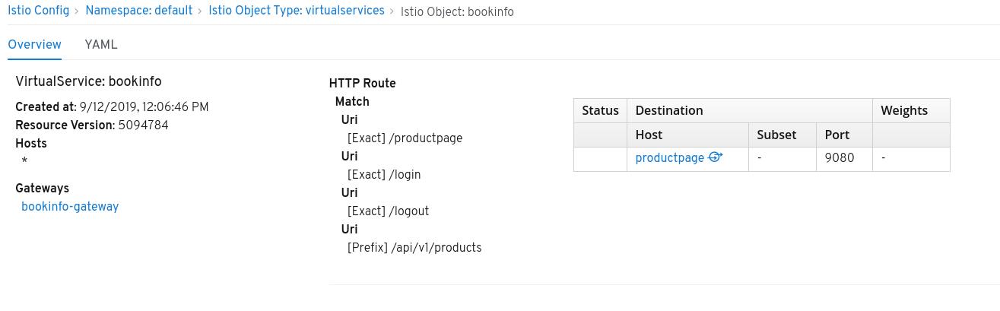 Istio Config › Namespace: default › Istio Object Type: virtualservices › Istio Object: bookinfo
Overview YAML
VirtualService: bookinfo
Created at: 9/12/2019, 12:06:46 PM
Resource Version: 5094784
Hosts
*
Gateways
bookinfo-gateway
HTTP Route
Match
Uri
[Exact] /productpage
Uri
[Exact] /login
Uri
[Exact] /logout
Uri
[Prefix] /api/v1/products
Status Destination Weights
Host Subset Port
productpage - 9080 -